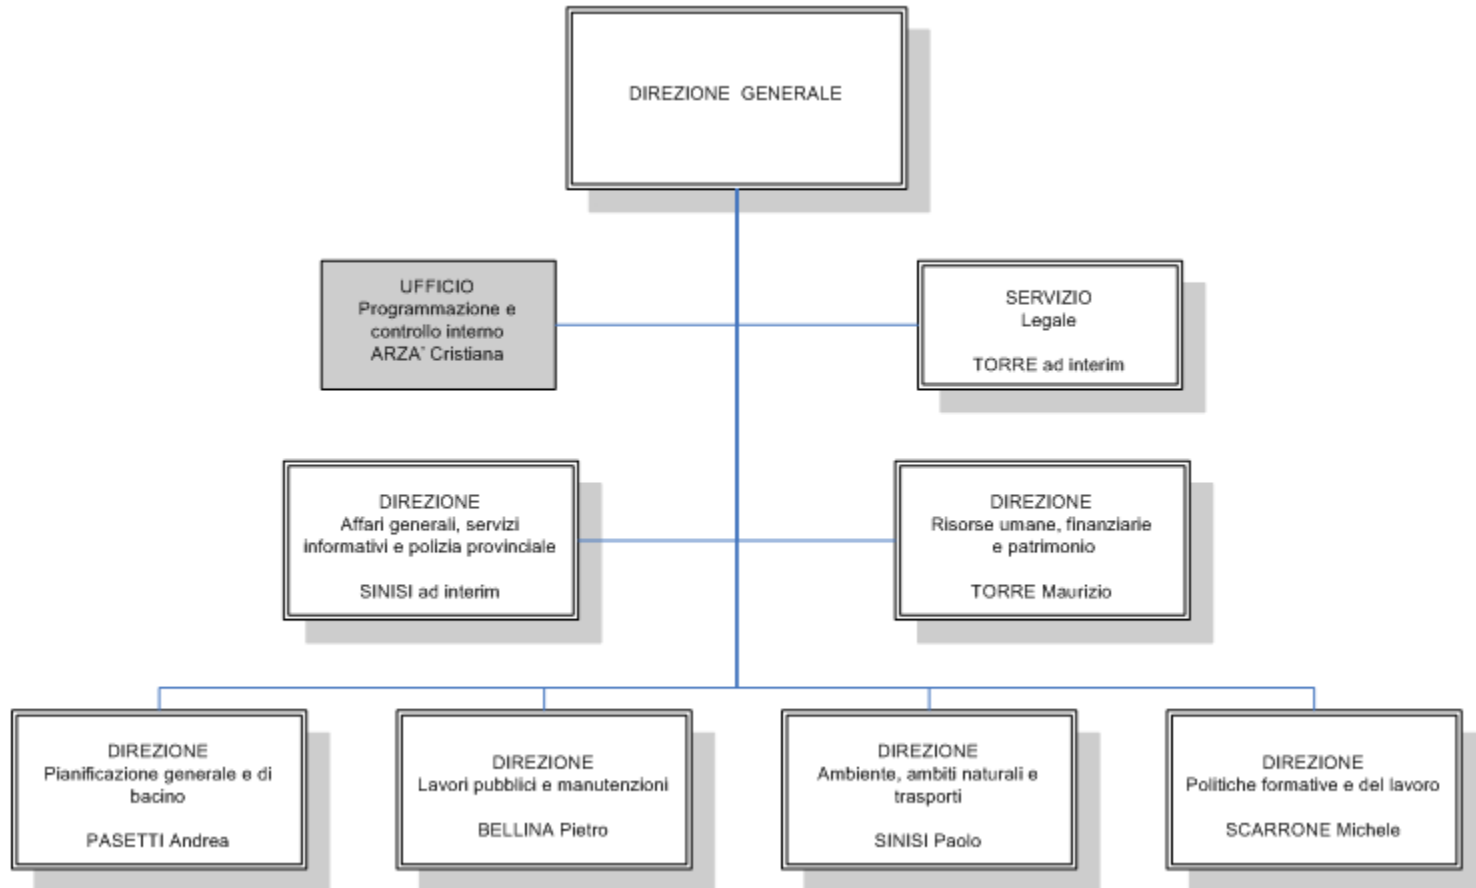 DIREZIONE GENERALE
UFFICIO
Programmazione e
controllo interno
ARZA' Cristiana
SERVIZIO
Legale
TORRE ad interim
DIREZIONE
Affari generali, servizi
informativi e polizia provinciale
SINISI ad interim
DIREZIONE
Risorse umane, finanziarie
e patrimonio
TORRE Maurizio
DIREZIONE
Pianificazione generale e di
bacino
PASETTI Andrea
DIREZIONE
Lavori pubblici e manutenzioni
BELLINA Pietro
DIREZIONE
Ambiente, ambiti naturali e
trasporti
SINISI Paolo
DIREZIONE
Politiche formative e del lavoro
SCARRONE Michele